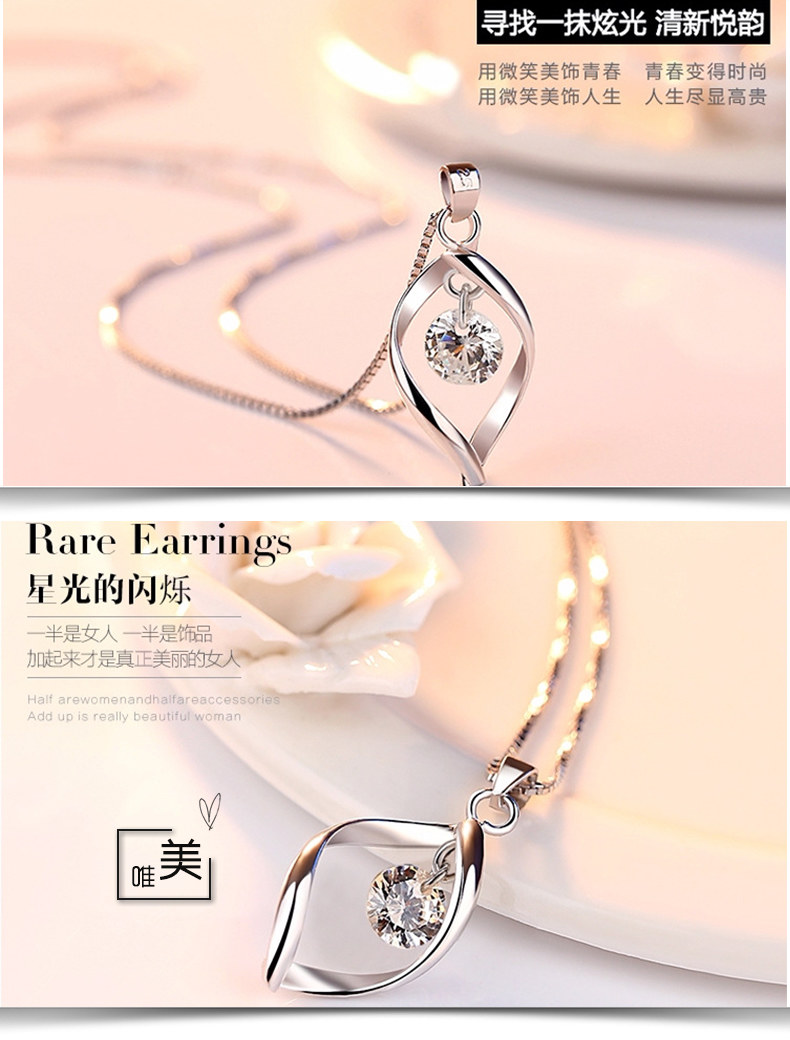 寻找一抹炫光 清新悦韵
用微笑美饰青春 青春变得时尚
用微笑美饰人生 人生尽显高贵
Rare Earrings
星光的闪烁
一半是女人 一半是饰品
加起来才是真正美丽的女人
Half arewomenandhalfareaccessories
Add up is really beautiful woman
唯美